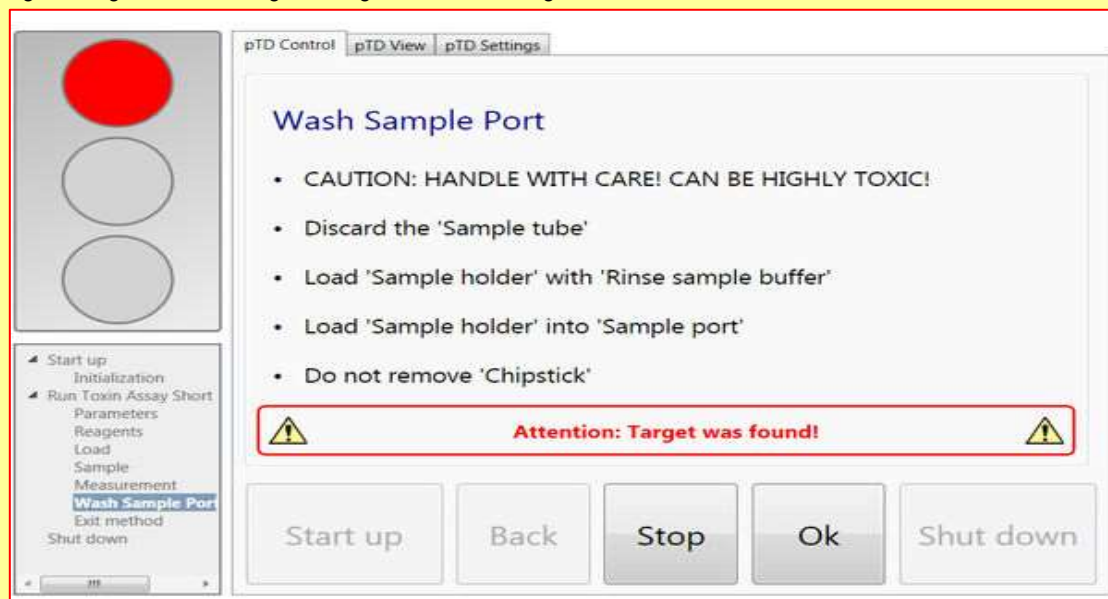 pTD Control pTD View pTD Settings
Wash Sample Port
• CAUTION: HANDLE WITH CARE! CAN BE HIGHLY TOXIC!
• Discard the 'Sample tube'
• Load 'Sample holder' with 'Rinse sample buffer'
• Load 'Sample holder' into 'Sample port'
• Do not remove 'Chipstick'
Attention: Target was found!
Start up
Initialization
Run Toxin Assay Short
Parameters
Reagents
Load
Sample
Measurement
Wash Sample Port
Exit method
Shut down
Start up Back Stop Ok Shut down